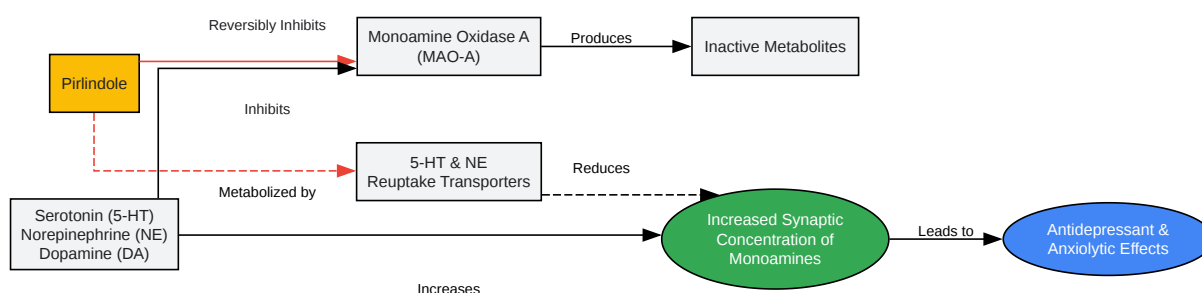 Reversibly Inhibits
Monoamine Oxidase A
(MAO-A)
Produces
Inactive Metabolites
Pirlindole
Inhibits
5-HT & NE
Reuptake Transporters
Reduces
Metabolized by
Serotonin (5-HT)
Norepinephrine (NE)
Dopamine (DA)
Increased Synaptic
Concentration of
Monoamines
Leads to
Antidepressant &
Anxiolytic Effects
Increases